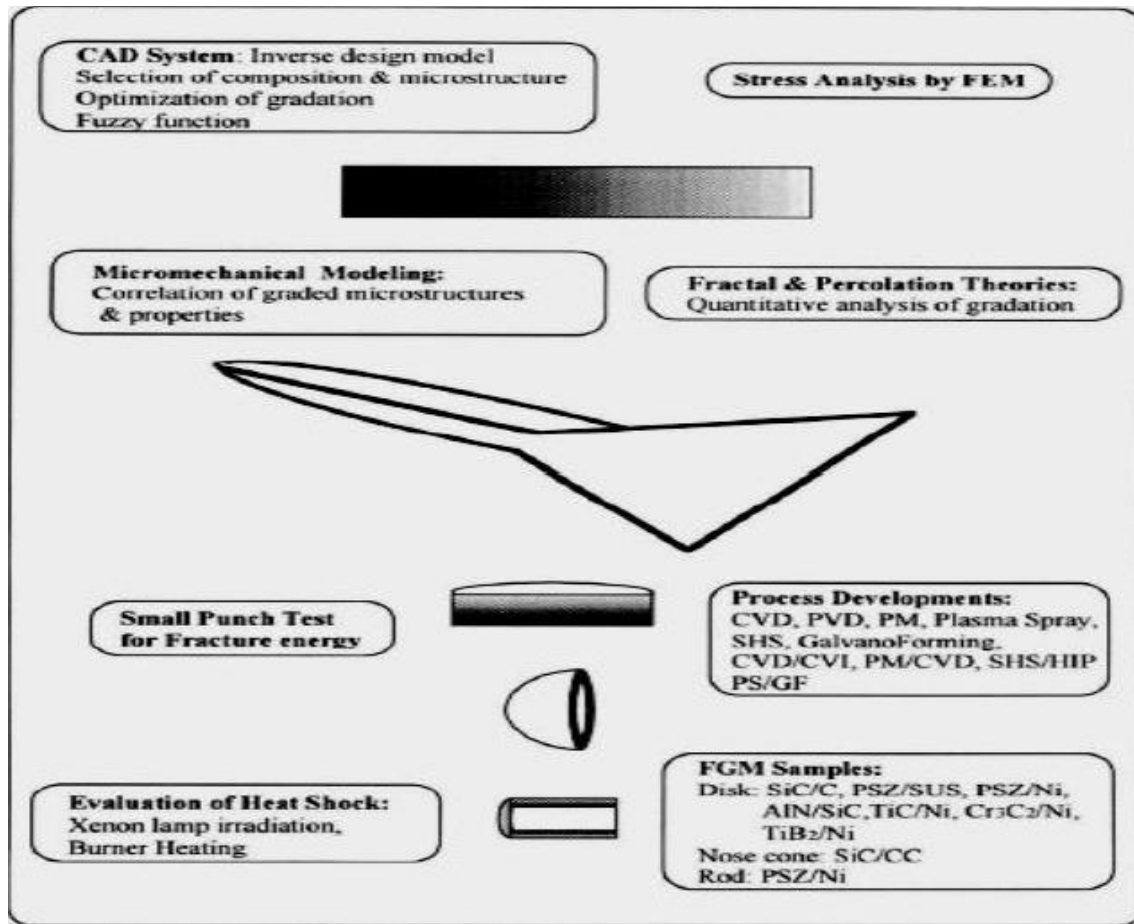 CAD System: Inverse design model
Selection of composition & microstructure
Optimization of gradation
Fuzzy function
Stress Analysis by FEM
Micromechanical Modeling:
Correlation of graded microstructures
& properties
Fractal & Percolation Theories:
Quantitative analysis of gradation
Small Punch Test
for Fracture energy
Process Developments:
CVD, PVD, PM, Plasma Spray,
SHS, GalvanoForming,
CVD/CVI, PM/CVD, SHS/HIP
PS/GF
Evaluation of Heat Shock:
Xenon lamp irradiation,
Burner Heating
FGM Samples:
Disk: SiC/C, PSZ/SUS, PSZ/Ni,
AlN/SiC,TiC/Ni, Cr₃C₂/Ni,
TiB₂/Ni
Nose cone: SiC/CC
Rod: PSZ/Ni